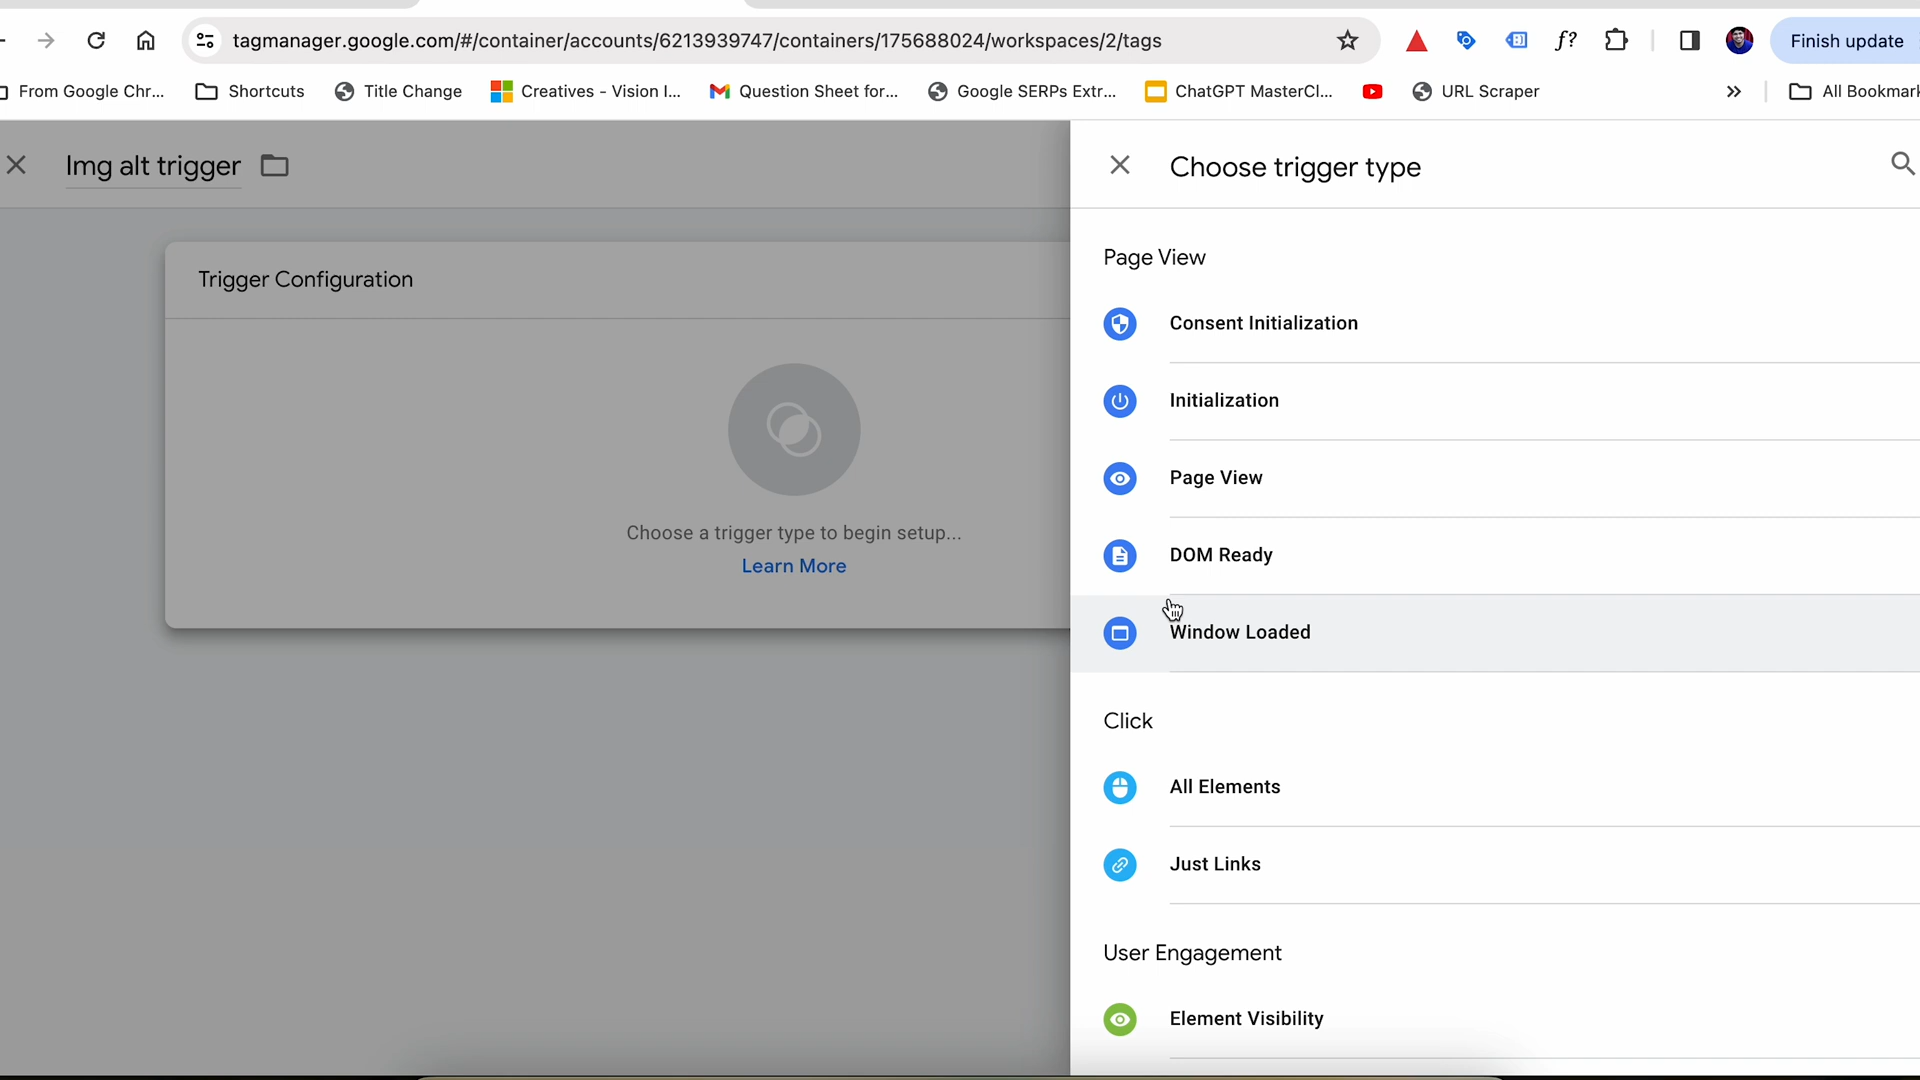 tagmanager.google.com/#/container/accounts/6213939747/containers/175688024/workspaces/2/tags
Finish update
From Google Chr...
Shortcuts
Title Change
Creatives - Vision I...
Question Sheet for...
Google SERPs Extr...
ChatGPT MasterCl...
URL Scraper
All Bookmark
Img alt trigger
Choose trigger type
Trigger Configuration
Choose a trigger type to begin setup...
Learn More
Page View
Consent Initialization
Initialization
Page View
DOM Ready
Window Loaded
Click
All Elements
Just Links
User Engagement
Element Visibility